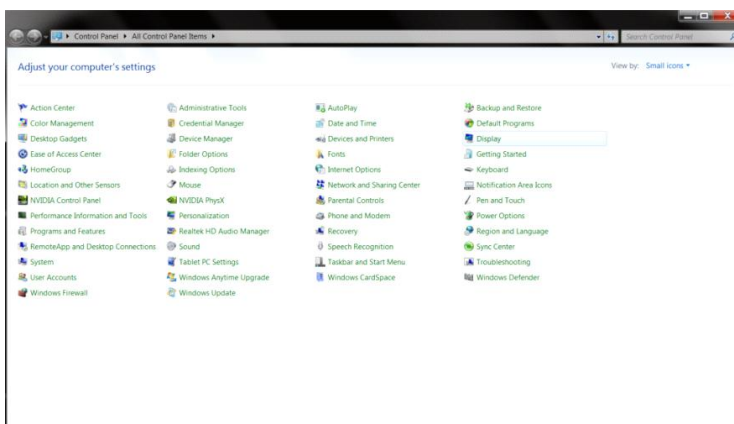 Control Panel ▸ All Control Panel Items ▸ Search Control Panel
Adjust your computer's settings View by: Small icons
Action Center Administrative Tools AutoPlay Backup and Restore
Color Management Credential Manager Date and Time Default Programs
Desktop Gadgets Device Manager Devices and Printers Display
Ease of Access Center Folder Options Fonts Getting Started
HomeGroup Indexing Options Internet Options Keyboard
Location and Other Sensors Mouse Network and Sharing Center Notification Area Icons
NVIDIA Control Panel NVIDIA PhysX Parental Controls Pen and Touch
Performance Information and Tools Personalization Phone and Modem Power Options
Programs and Features Realtek HD Audio Manager Recovery Region and Language
RemoteApp and Desktop Connections Sound Speech Recognition Sync Center
System Tablet PC Settings Taskbar and Start Menu Troubleshooting
User Accounts Windows Anytime Upgrade Windows CardSpace Windows Defender
Windows Firewall Windows Update